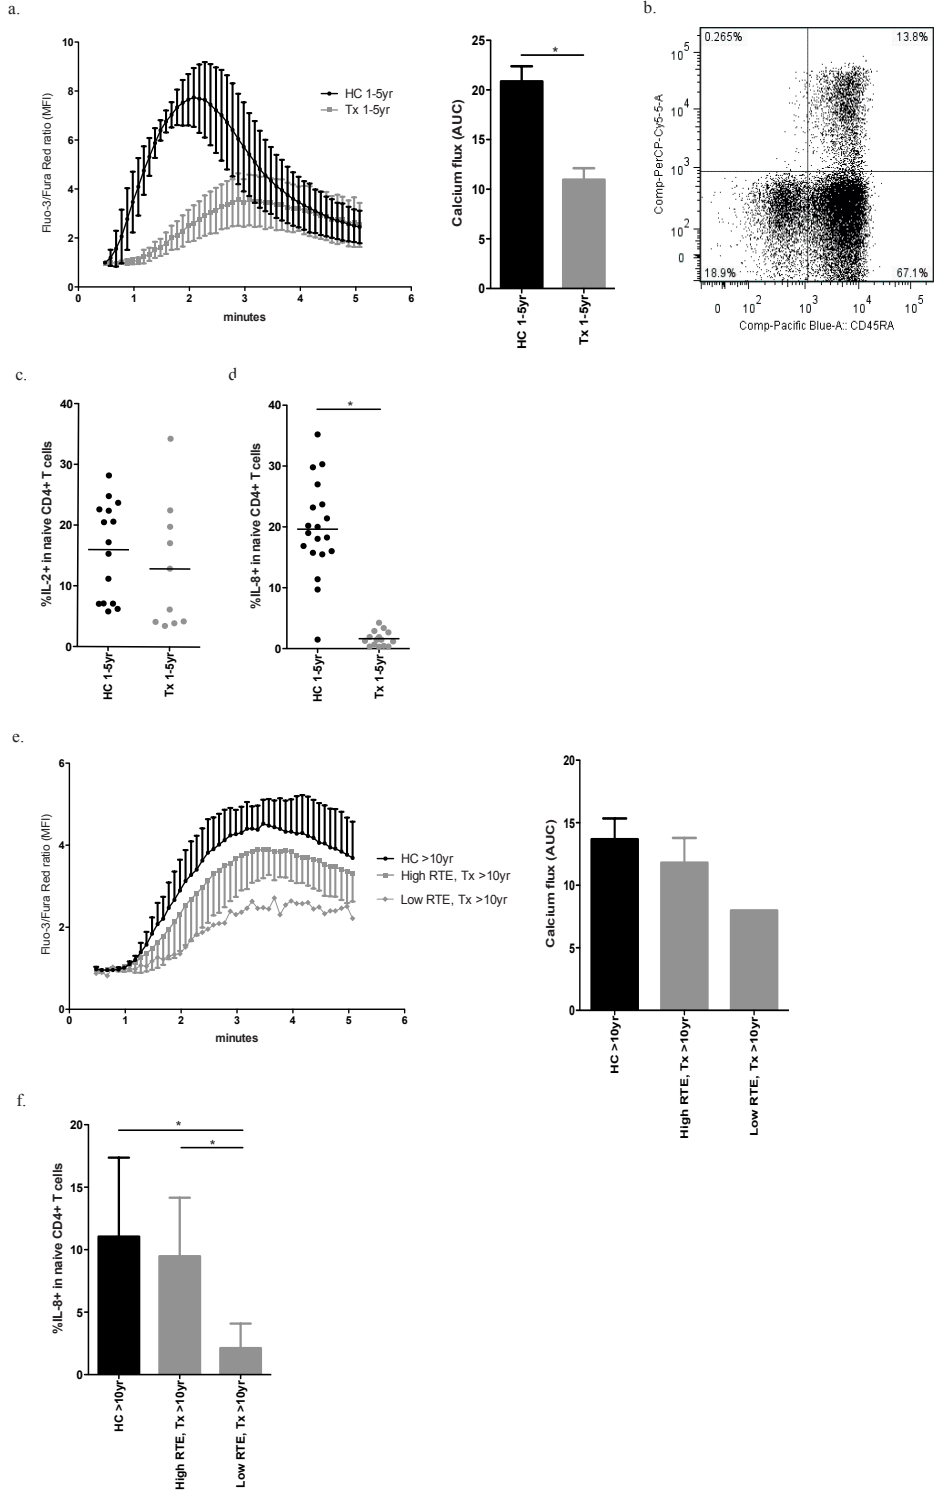 a.
10
8
6
4
2
0
Fluo-3/Fura Red ratio (MFI)
0 1 2 3 4 5 6
minutes
HC 1-5yr
Tx 1-5yr
25
20
15
10
5
0
Calcium flux (AUC)
*
HC 1-5yr
Tx 1-5yr
b.
0.265%
13.8%
18.9%
67.1%
10^5
10^4
10^3
10^2
0
Comp-PerCP-Cy5-5-A
0 10^2 10^3 10^4 10^5
Comp-Pacific Blue-A:: CD45RA
c.
40
30
20
10
0
%IL-2+ in naive CD4+ T cells
HC 1-5yr
Tx 1-5yr
d
40
30
20
10
0
%IL-8+ in naive CD4+ T cells
*
HC 1-5yr
Tx 1-5yr
e.
6
4
2
0
Fluo-3/Fura Red ratio (MFI)
0 1 2 3 4 5 6
minutes
HC >10yr
High RTE, Tx >10yr
Low RTE, Tx >10yr
20
15
10
5
0
Calcium flux (AUC)
HC >10yr
High RTE, Tx >10yr
Low RTE, Tx >10yr
f.
20
15
10
5
0
%IL-8+ in naive CD4+ T cells
*
*
HC >10yr
High RTE, Tx >10yr
Low RTE, Tx >10yr